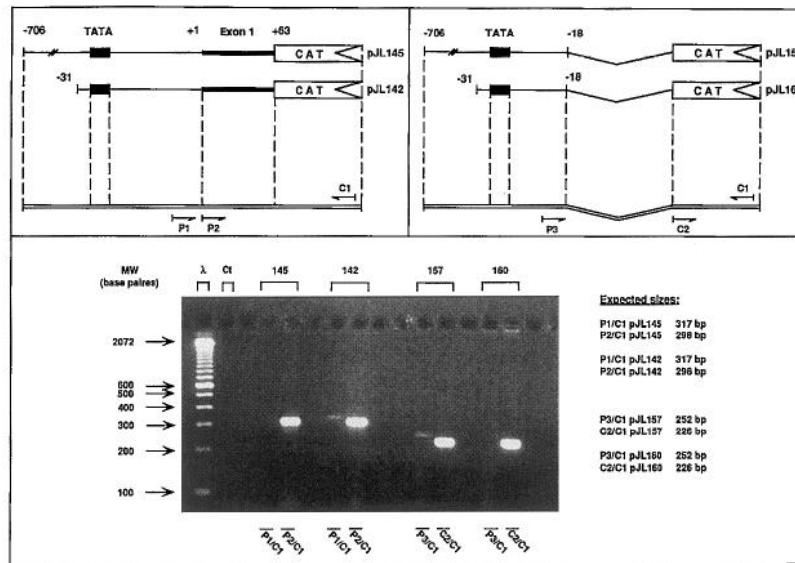 -706 TATA +1 Exon 1 +63
CAT pJL145
-31
CAT pJL142
C1
P1 P2
-706 TATA -18
CAT pJL15
-31 -18
CAT pJL16
C1
P3 C2
MW
(base paires)
λ Ct 145 142 157 160
2072
600
500
400
300
200
100
P1/C1 P2/C1 P1/C1 P2/C1 P3/C1 C2/C1 P3/C1 C2/C1
Expected sizes:
P1/C1 pJL145 317 bp
P2/C1 pJL145 296 bp
P1/C1 pJL142 317 bp
P2/C1 pJL142 296 bp
P3/C1 pJL157 252 bp
C2/C1 pJL157 226 bp
P3/C1 pJL160 252 bp
C2/C1 pJL160 226 bp